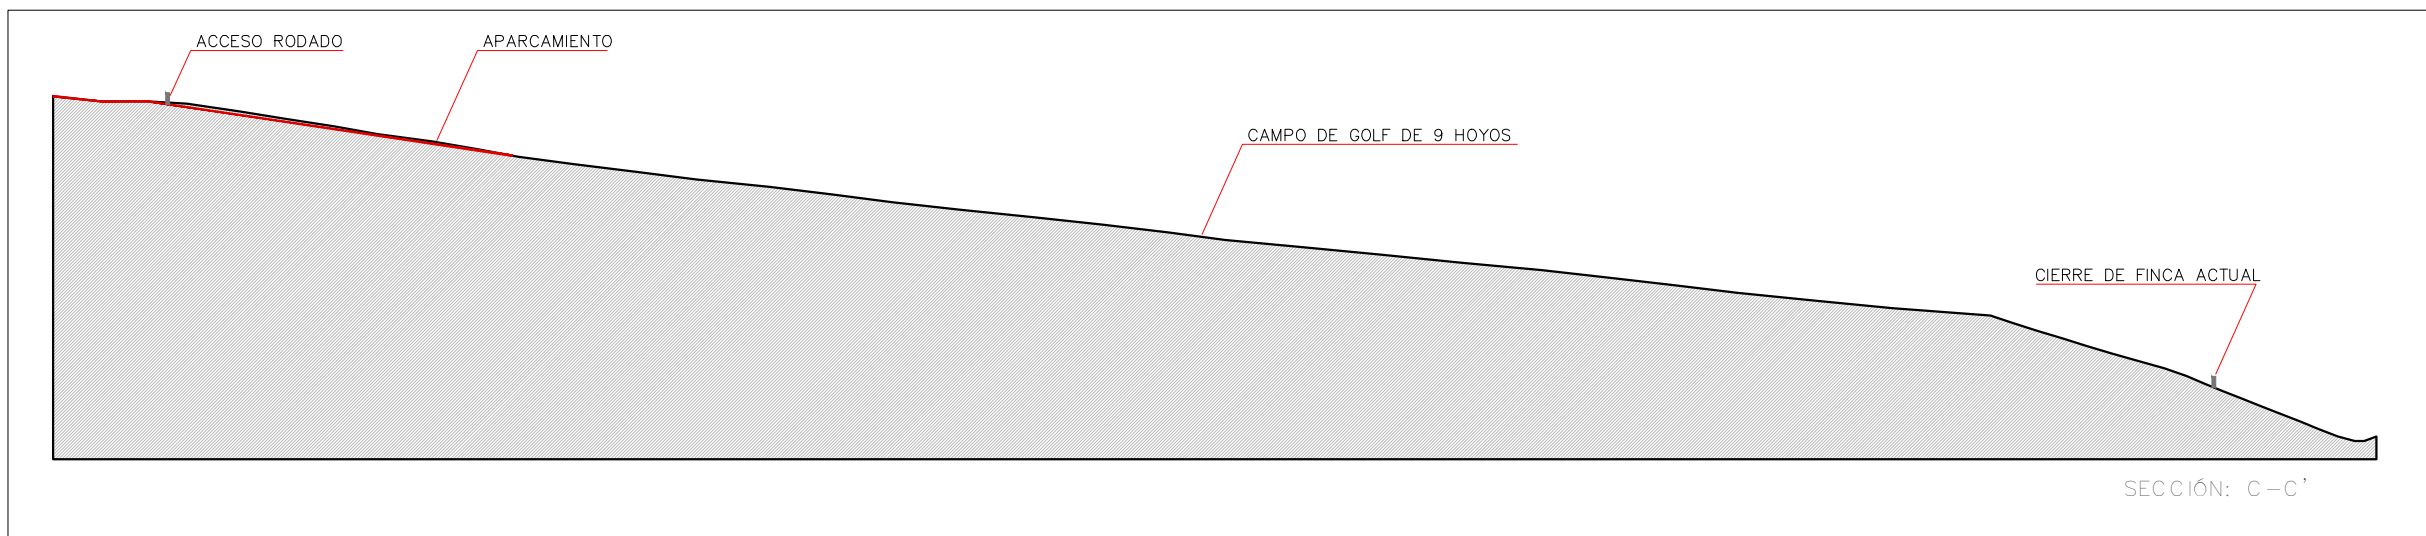 ACCESO RODADO
APARCAMIENTO
CAMPO DE GOLF DE 9 HOYOS
CIERRE DE FINCA ACTUAL
SECCIÓN: C-C'